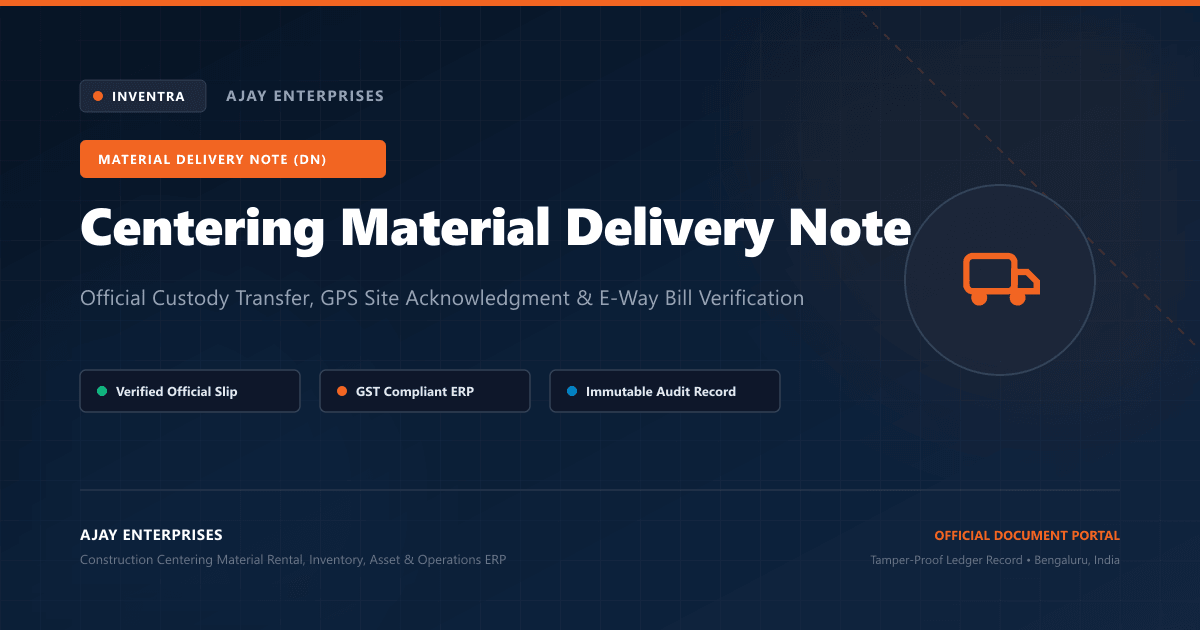 INVENTRA AJAY ENTERPRISES
MATERIAL DELIVERY NOTE (DN)
Centering Material Delivery Note
Official Custody Transfer, GPS Site Acknowledgment & E-Way Bill Verification
Verified Official Slip GST Compliant ERP Immutable Audit Record
AJAY ENTERPRISES OFFICIAL DOCUMENT PORTAL
Construction Centering Material Rental, Inventory, Asset & Operations ERP Tamper-Proof Ledger Record • Bengaluru, India